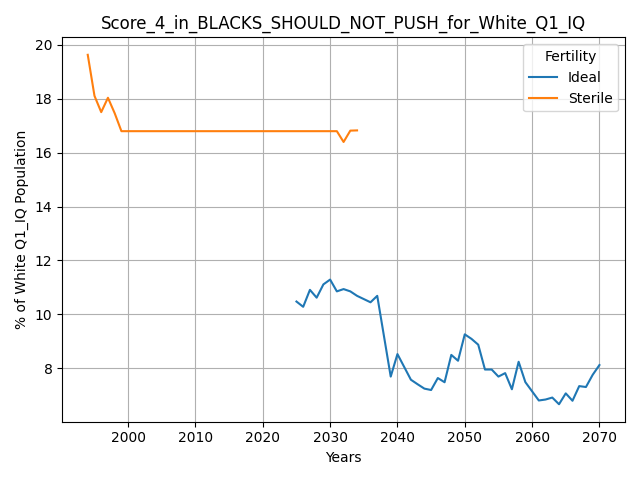 Score_4_in_BLACKS_SHOULD_NOT_PUSH_for_White_Q1_IQ
% of White Q1_IQ Population
20
18
16
14
12
10
8
Fertility
Ideal
Sterile
2000 2010 2020 2030 2040 2050 2060 2070
Years